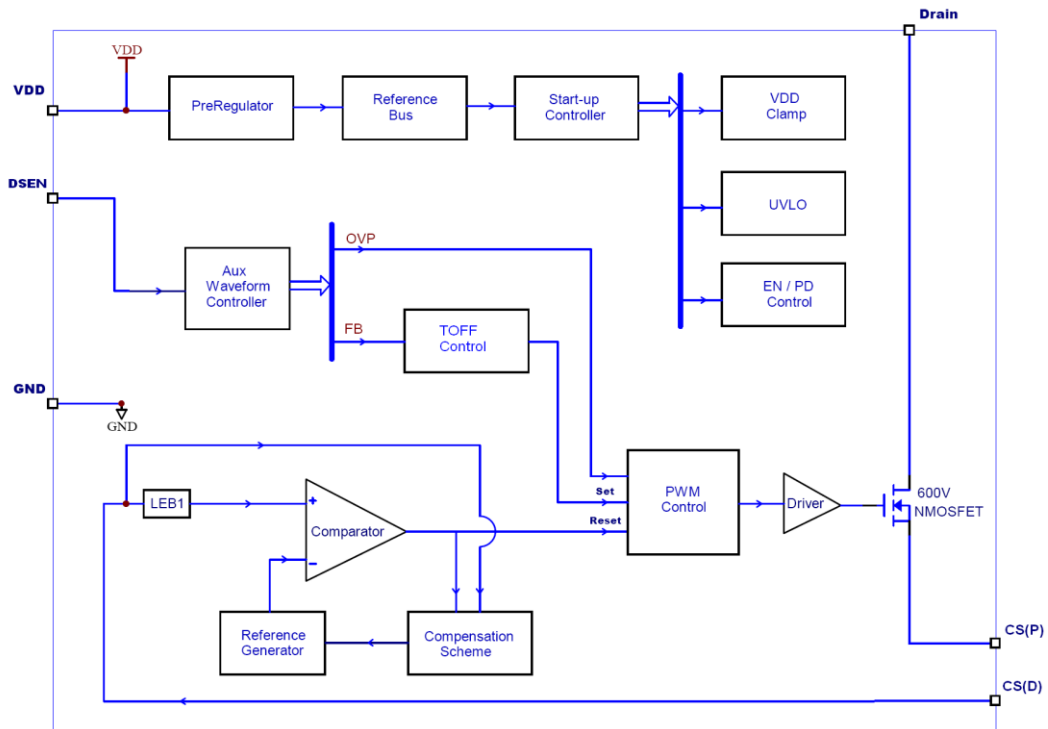 Drain
VDD
VDD
PreRegulator
Reference
Bus
Start-up
Controller
VDD
Clamp
DSEN
UVLO
OVP
Aux
Waveform
Controller
EN / PD
Control
FB
TOFF
Control
GND
GND
LEB1
+
Comparator
-
Set
Reset
PWM
Control
Driver
600V
NMOSFET
Reference
Generator
Compensation
Scheme
CS(P)
CS(D)